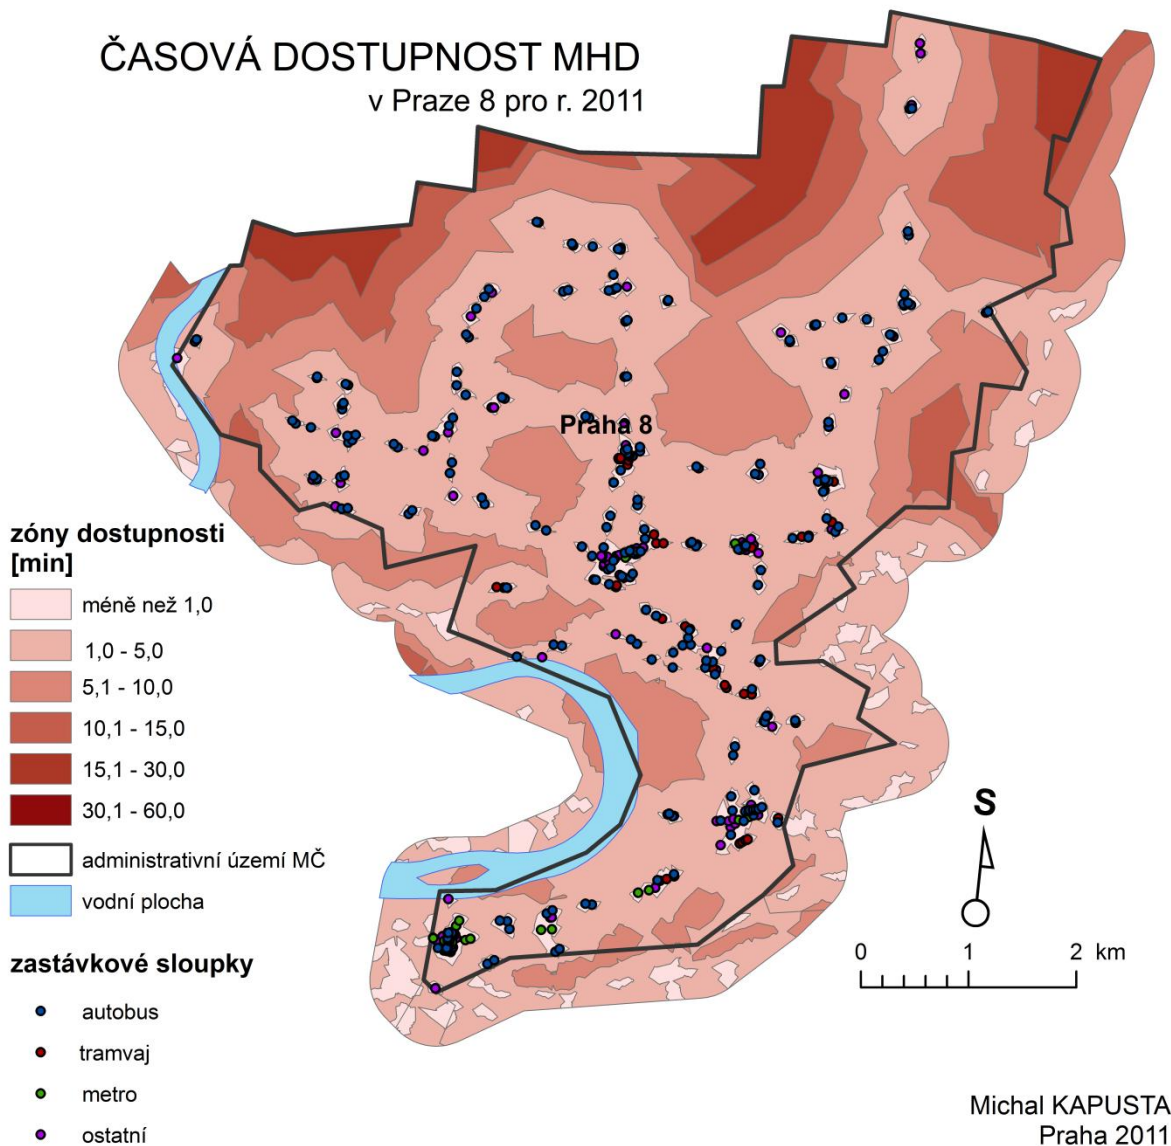 ČASOVÁ DOSTUPNOST MHD
v Praze 8 pro r. 2011
Praha 8
zóny dostupnosti
[min]
méně než 1,0
1,0 - 5,0
5,1 - 10,0
10,1 - 15,0
15,1 - 30,0
30,1 - 60,0
administrativní území MČ
vodní plocha
zastávkové sloupky
autobus
tramvaj
metro
ostatní
S
0 1 2 km
Michal KAPUSTA
Praha 2011